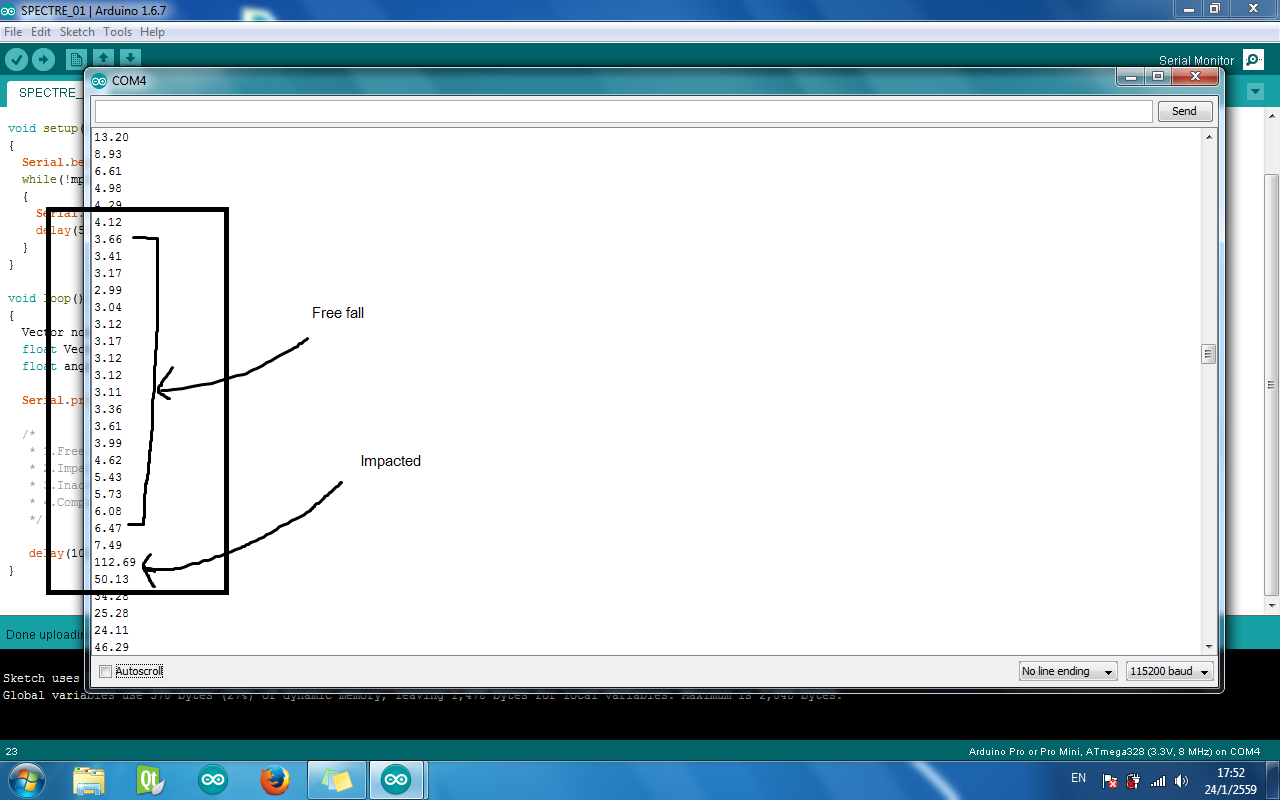 SPECTRE_01 | Arduino 1.6.7
File Edit Sketch Tools Help
Serial Monitor
SPECTRE_
COM4
Send
void setup(
{
Serial.be
while(!mp
{
Serial.
delay(5
}
}
void loop()
{
Vector no
float Vec
float ang
Serial.pr
/*
* 1.Free
* 2.Impa
* 3.Inac
* 4.Comp
*/
delay(10
}
13.20
8.93
6.61
4.98
4.29
4.12
3.66
3.41
3.17
2.99
3.04
3.12
3.17
3.12
3.12
3.11
3.36
3.61
3.99
4.62
5.43
5.73
6.08
6.47
7.49
112.69
50.13
34.28
25.28
24.11
46.29
Free fall
Impacted
Autoscroll
No line ending
115200 baud
Done uploadin
Sketch uses
Global variables use 570 bytes (27%) of dynamic memory, leaving 1,478 bytes for local variables. Maximum is 2,048 bytes.
23
Arduino Pro or Pro Mini, ATmega328 (3.3V, 8 MHz) on COM4
Qt
EN
17:52
24/1/2559